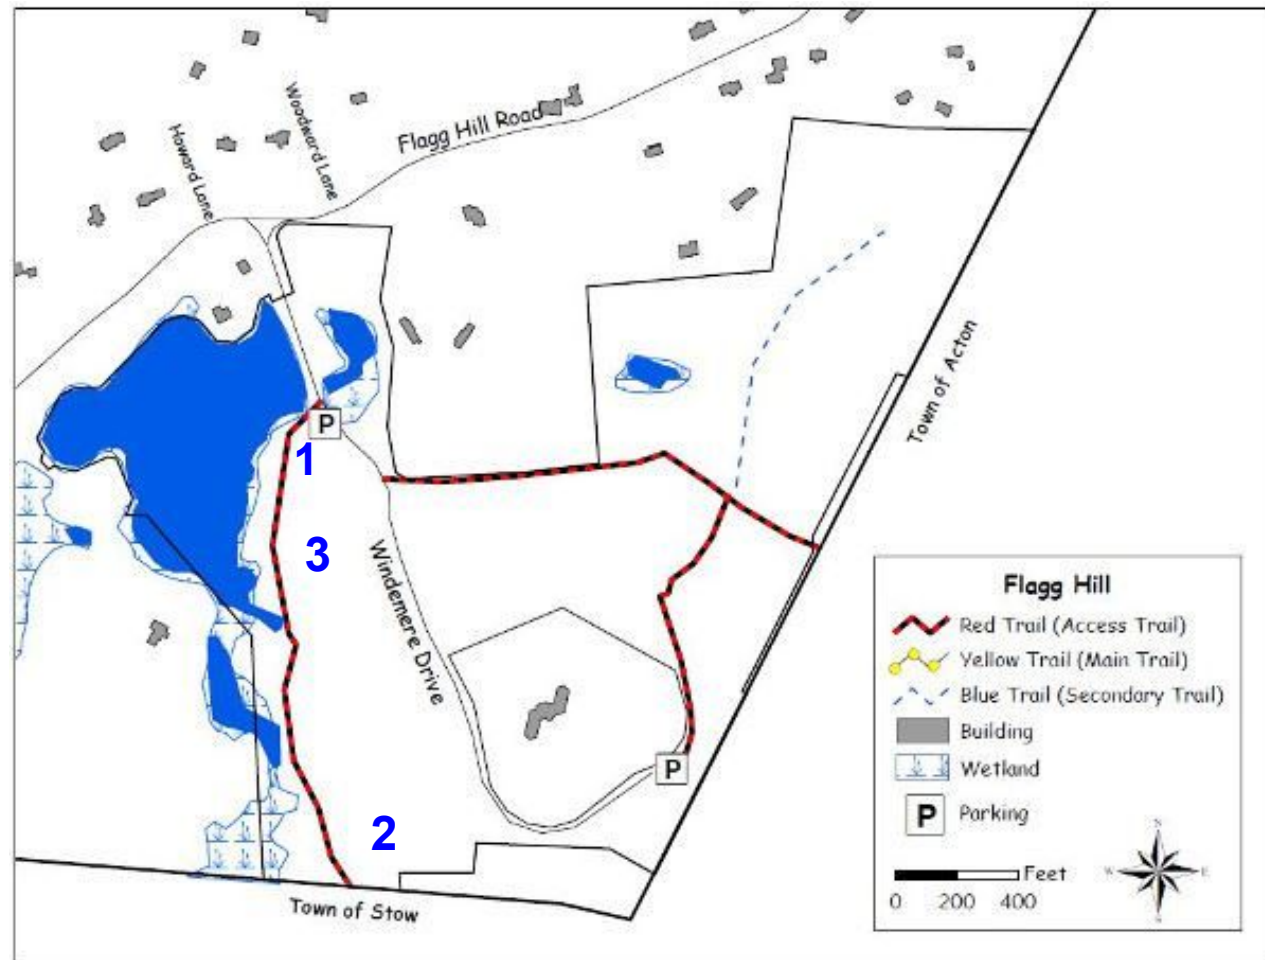 Howard Lane
Woodward Lane
Flagg Hill Road
Town of Acton
P
1
3
Windemere Drive
P
2
Town of Stow
Flagg Hill
Red Trail (Access Trail)
Yellow Trail (Main Trail)
Blue Trail (Secondary Trail)
Building
Wetland
P Parking
Feet
0 200 400
N
W E
S